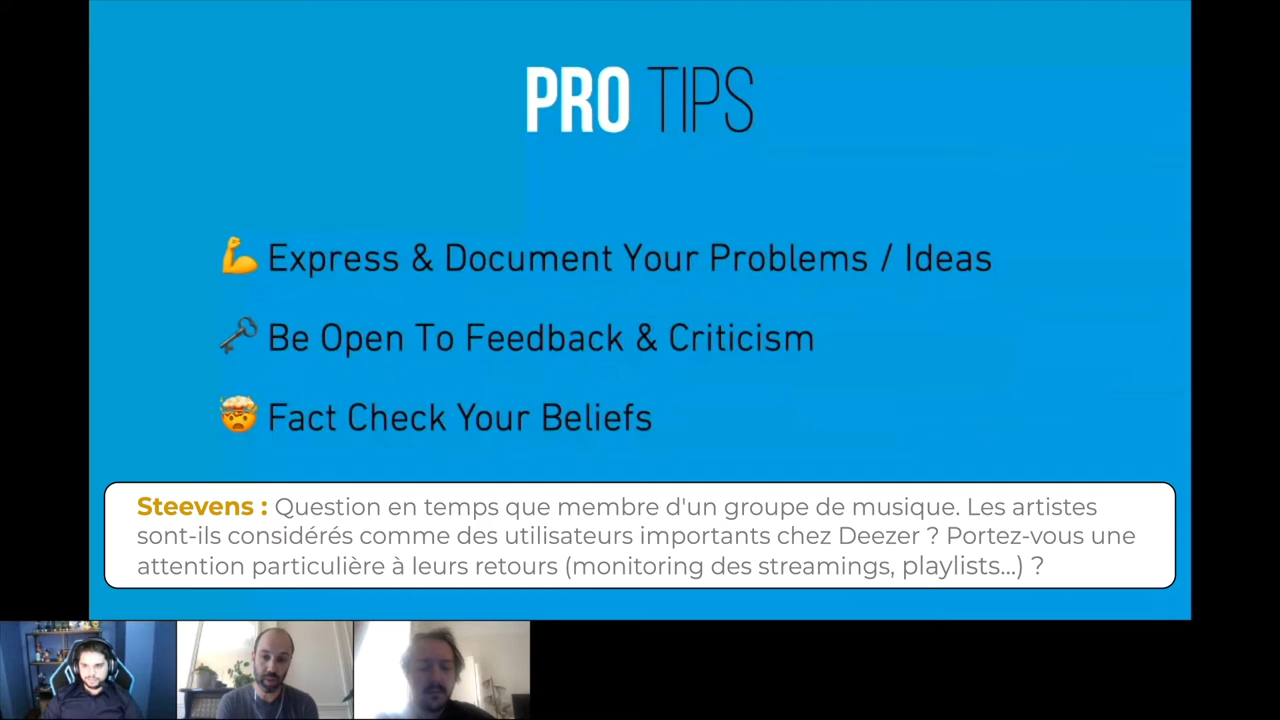 PRO TIPS
Express & Document Your Problems / Ideas
Be Open To Feedback & Criticism
Fact Check Your Beliefs
Steevens : Question en temps que membre d'un groupe de musique. Les artistes
sont-ils considérés comme des utilisateurs importants chez Deezer ? Portez-vous une
attention particulière à leurs retours (monitoring des streamings, playlists...) ?